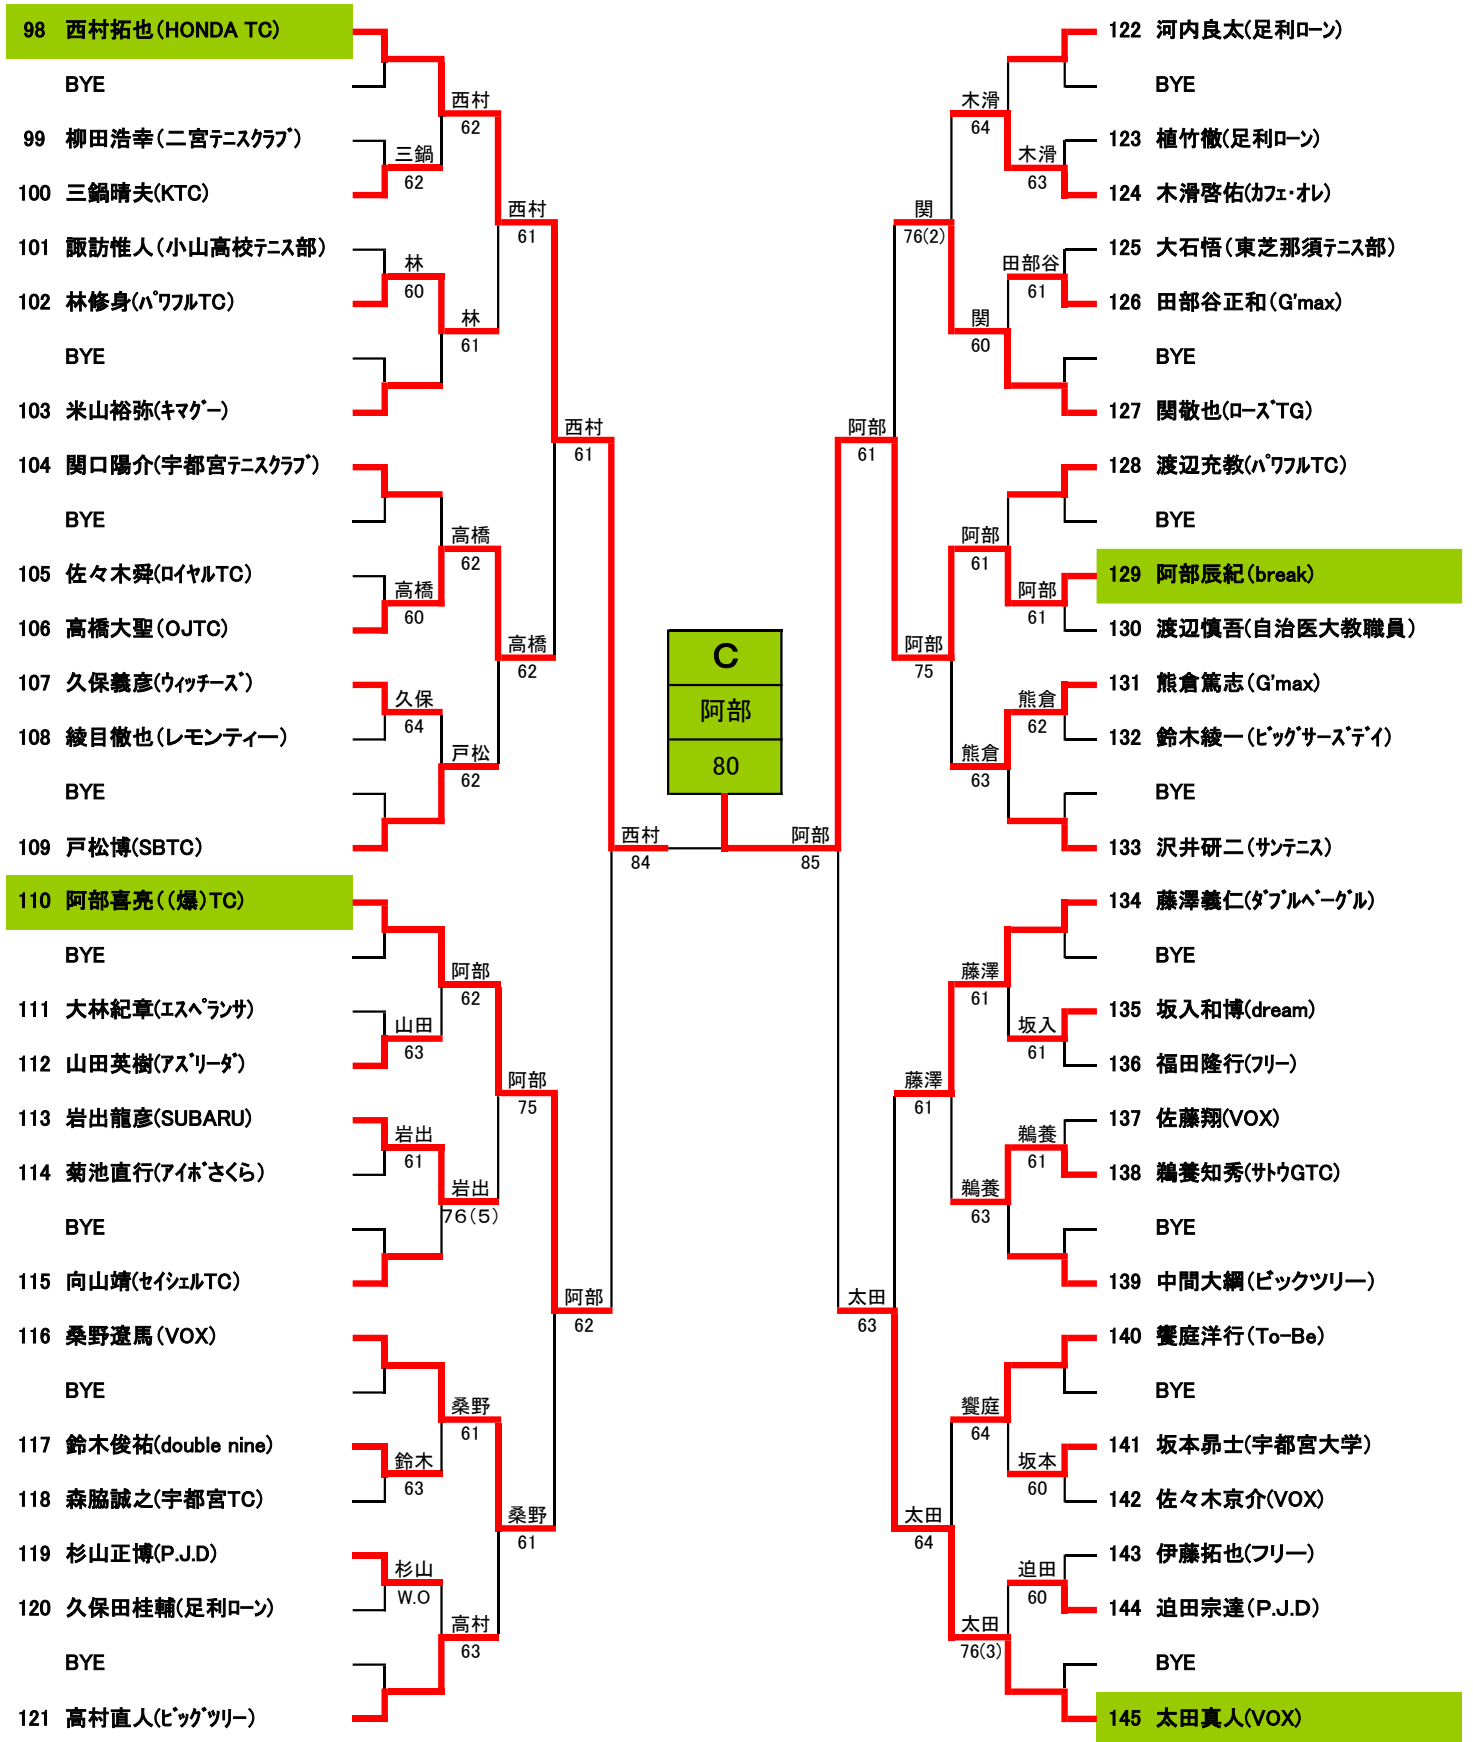 98 西村拓也(HONDA TC)
BYE
99 柳田浩幸(二宮ﾃﾆｽｸﾗﾌﾞ)
100 三鍋晴夫(KTC)
101 諏訪惟人(小山高校ﾃﾆｽ部)
102 林修身(ﾊﾟﾜﾌﾙTC)
BYE
103 米山裕弥(ｷﾏｸﾞｰ)
104 関口陽介(宇都宮ﾃﾆｽｸﾗﾌﾞ)
BYE
105 佐々木舜(ﾛｲﾔﾙTC)
106 高橋大聖(OJTC)
107 久保義彦(ｳｨｯﾁｰｽﾞ)
108 綾目徹也(レモンティー)
BYE
109 戸松博(SBTC)
110 阿部喜亮((爆)TC)
BYE
111 大林紀章(ｴｽﾍﾟﾗﾝｻ)
112 山田英樹(ｱｽﾞﾘｰﾀﾞ)
113 岩出龍彦(SUBARU)
114 菊池直行(ｱｲﾎﾞさくら)
BYE
115 向山靖(ｾｲｼｪﾙTC)
116 桑野遼馬(VOX)
BYE
117 鈴木俊祐(double nine)
118 森脇誠之(宇都宮TC)
119 杉山正博(P.J.D)
120 久保田桂輔(足利ﾛｰﾝ)
BYE
121 高村直人(ﾋﾞｯｸﾞﾂﾘｰ)
三鍋
62
林
60
高橋
60
久保
64
山田
63
岩出
61
鈴木
63
杉山
W.O
西村
62
林
61
高橋
62
戸松
62
阿部
62
岩出
76(5)
桑野
61
高村
63
西村
61
高橋
62
阿部
75
桑野
61
西村
61
阿部
62
西村
84
C
阿部
80
阿部
85
阿部
61
太田
63
関
76(2)
阿部
75
藤澤
61
太田
64
木滑
64
関
60
阿部
61
熊倉
63
藤澤
61
鵜養
63
饗庭
64
太田
76(3)
木滑
63
田部谷
61
阿部
61
熊倉
62
坂入
61
鵜養
61
坂本
60
迫田
60
122 河内良太(足利ﾛｰﾝ)
BYE
123 植竹徹(足利ﾛｰﾝ)
124 木滑啓佑(ｶﾌｪ･ｵﾚ)
125 大石悟(東芝那須ﾃﾆｽ部)
126 田部谷正和(G'max)
BYE
127 関敬也(ﾛｰｽﾞTG)
128 渡辺充教(ﾊﾟﾜﾌﾙTC)
BYE
129 阿部辰紀(break)
130 渡辺慎吾(自治医大教職員)
131 熊倉篤志(G'max)
132 鈴木綾一(ﾋﾞｯｸﾞｻｰｽﾞﾃﾞｲ)
BYE
133 沢井研二(ｻﾝﾃﾆｽ)
134 藤澤義仁(ﾀﾞﾌﾞﾙﾍﾞｰｸﾞﾙ)
BYE
135 坂入和博(dream)
136 福田隆行(ﾌﾘｰ)
137 佐藤翔(VOX)
138 鵜養知秀(ｻﾄｳGTC)
BYE
139 中間大綱(ビックツリー)
140 饗庭洋行(To-Be)
BYE
141 坂本昴士(宇都宮大学)
142 佐々木京介(VOX)
143 伊藤拓也(フリー)
144 迫田宗達(P.J.D)
BYE
145 太田真人(VOX)